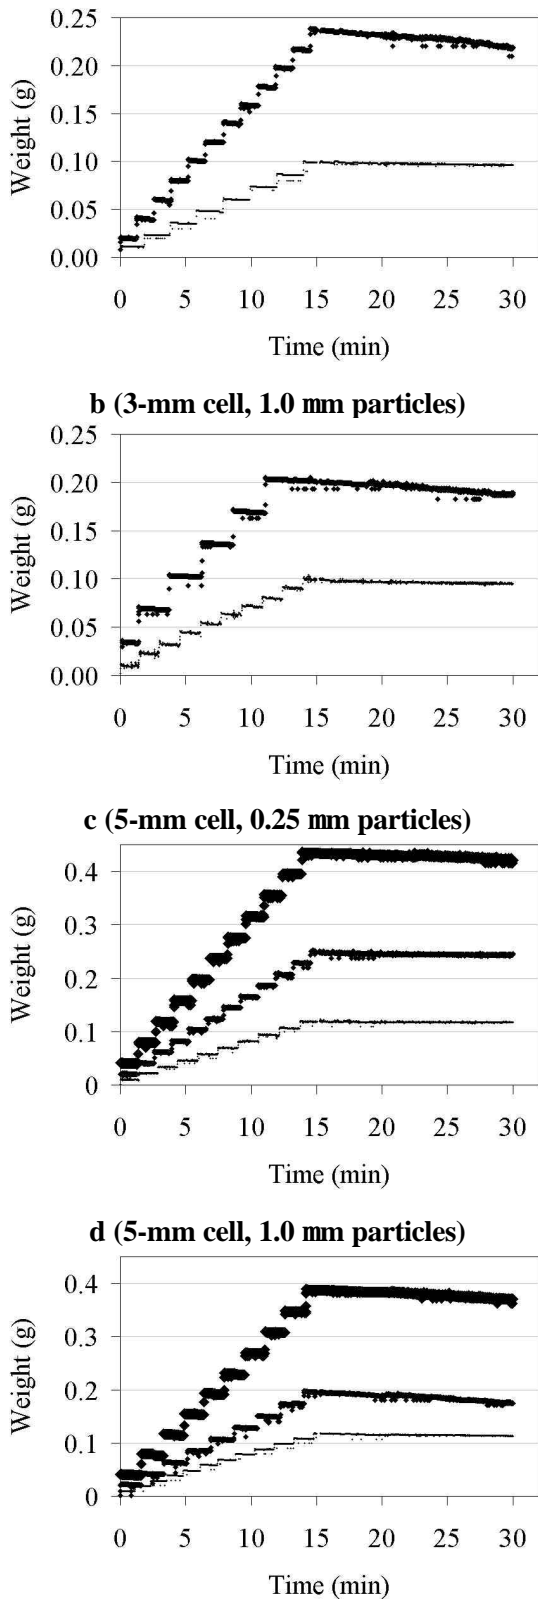 0.25
0.20
0.15
0.10
0.05
0.00
Weight (g)
0 5 10 15 20 25 30
Time (min)
b (3-mm cell, 1.0 mm particles)
0.25
0.20
0.15
0.10
0.05
0.00
Weight (g)
0 5 10 15 20 25 30
Time (min)
c (5-mm cell, 0.25 mm particles)
0.4
0.3
0.2
0.1
0
Weight (g)
0 5 10 15 20 25 30
Time (min)
d (5-mm cell, 1.0 mm particles)
0.4
0.3
0.2
0.1
0
Weight (g)
0 5 10 15 20 25 30
Time (min)